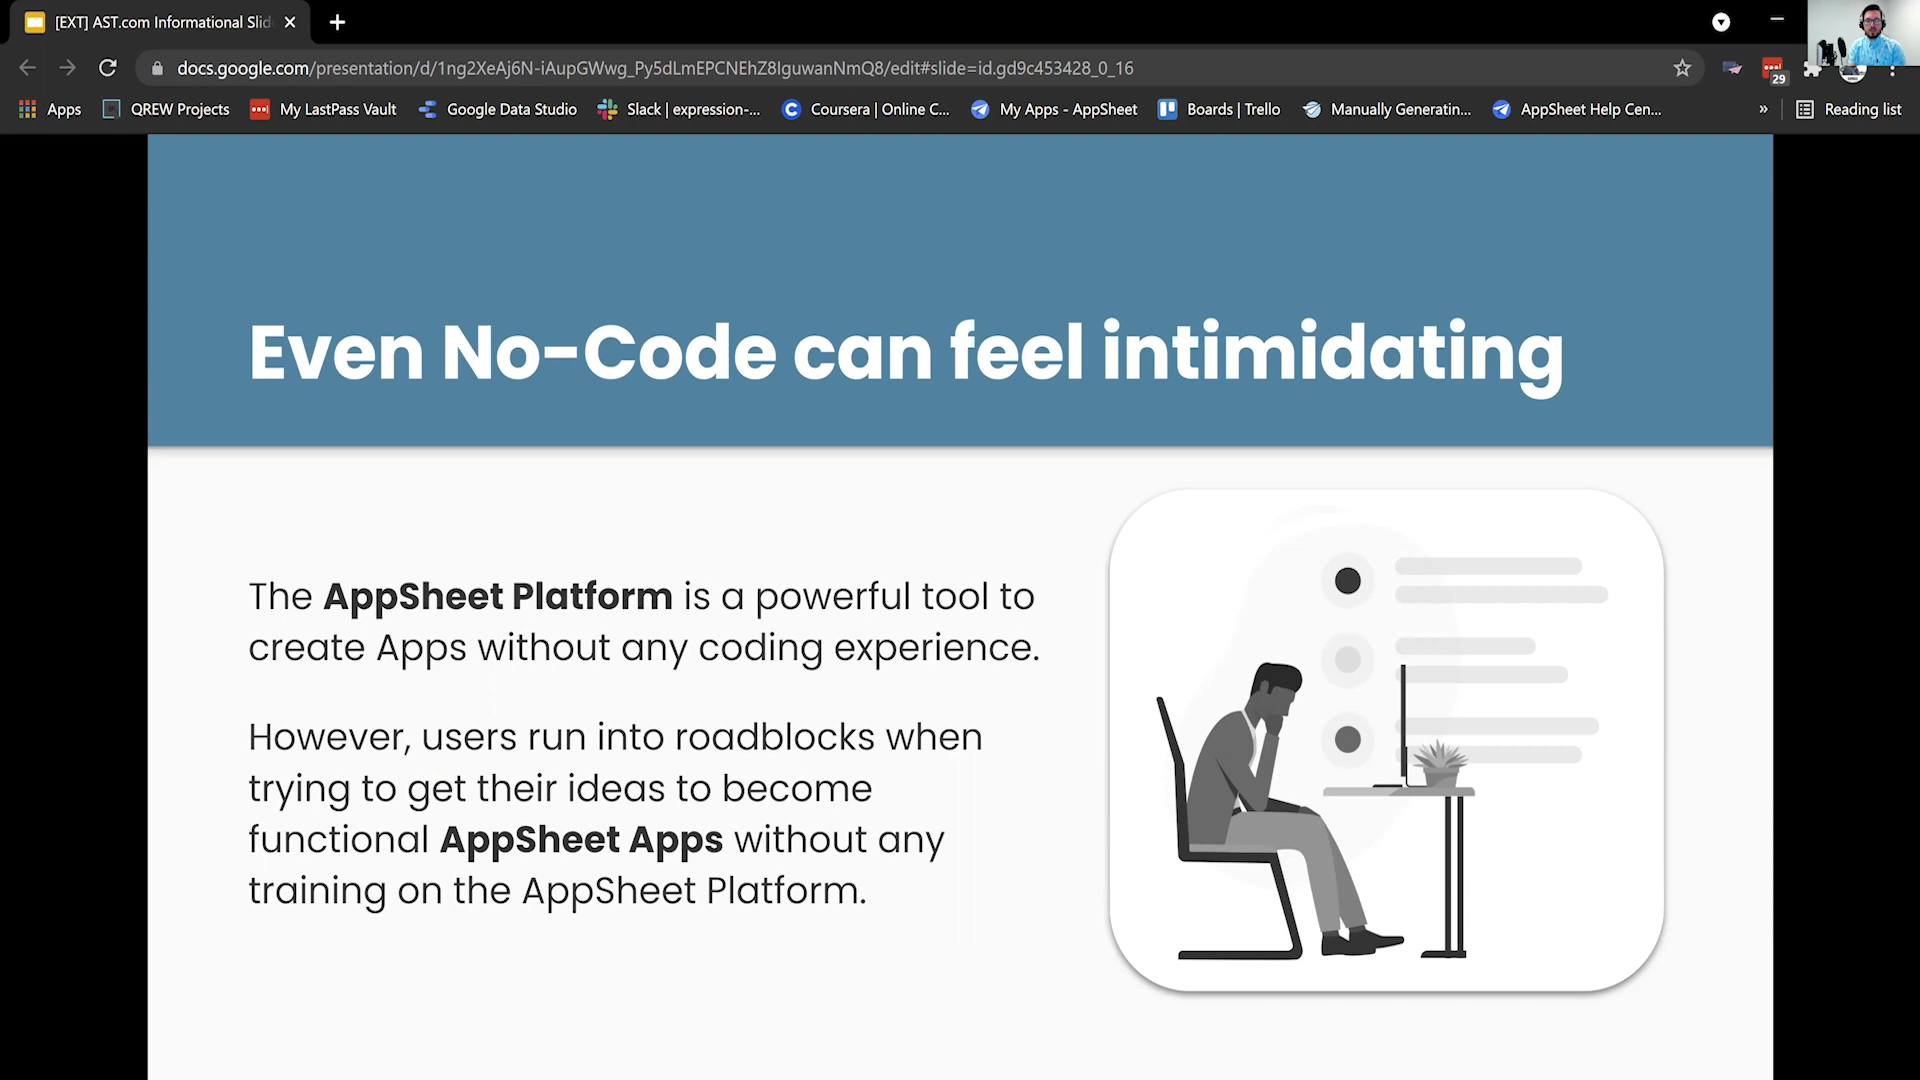 [EXT] AST.com Informational Slid
docs.google.com/presentation/d/1ng2XeAj6N-iAupGWwg_Py5dLmEPCNEhZ8IguwanNmQ8/edit#slide=id.gd9c453428_0_16
29
Apps QREW Projects My LastPass Vault Google Data Studio Slack | expression-... Coursera | Online C... My Apps - AppSheet Boards | Trello Manually Generatin... AppSheet Help Cen... » Reading list
Even No-Code can feel intimidating
The AppSheet Platform is a powerful tool to
create Apps without any coding experience.
However, users run into roadblocks when
trying to get their ideas to become
functional AppSheet Apps without any
training on the AppSheet Platform.